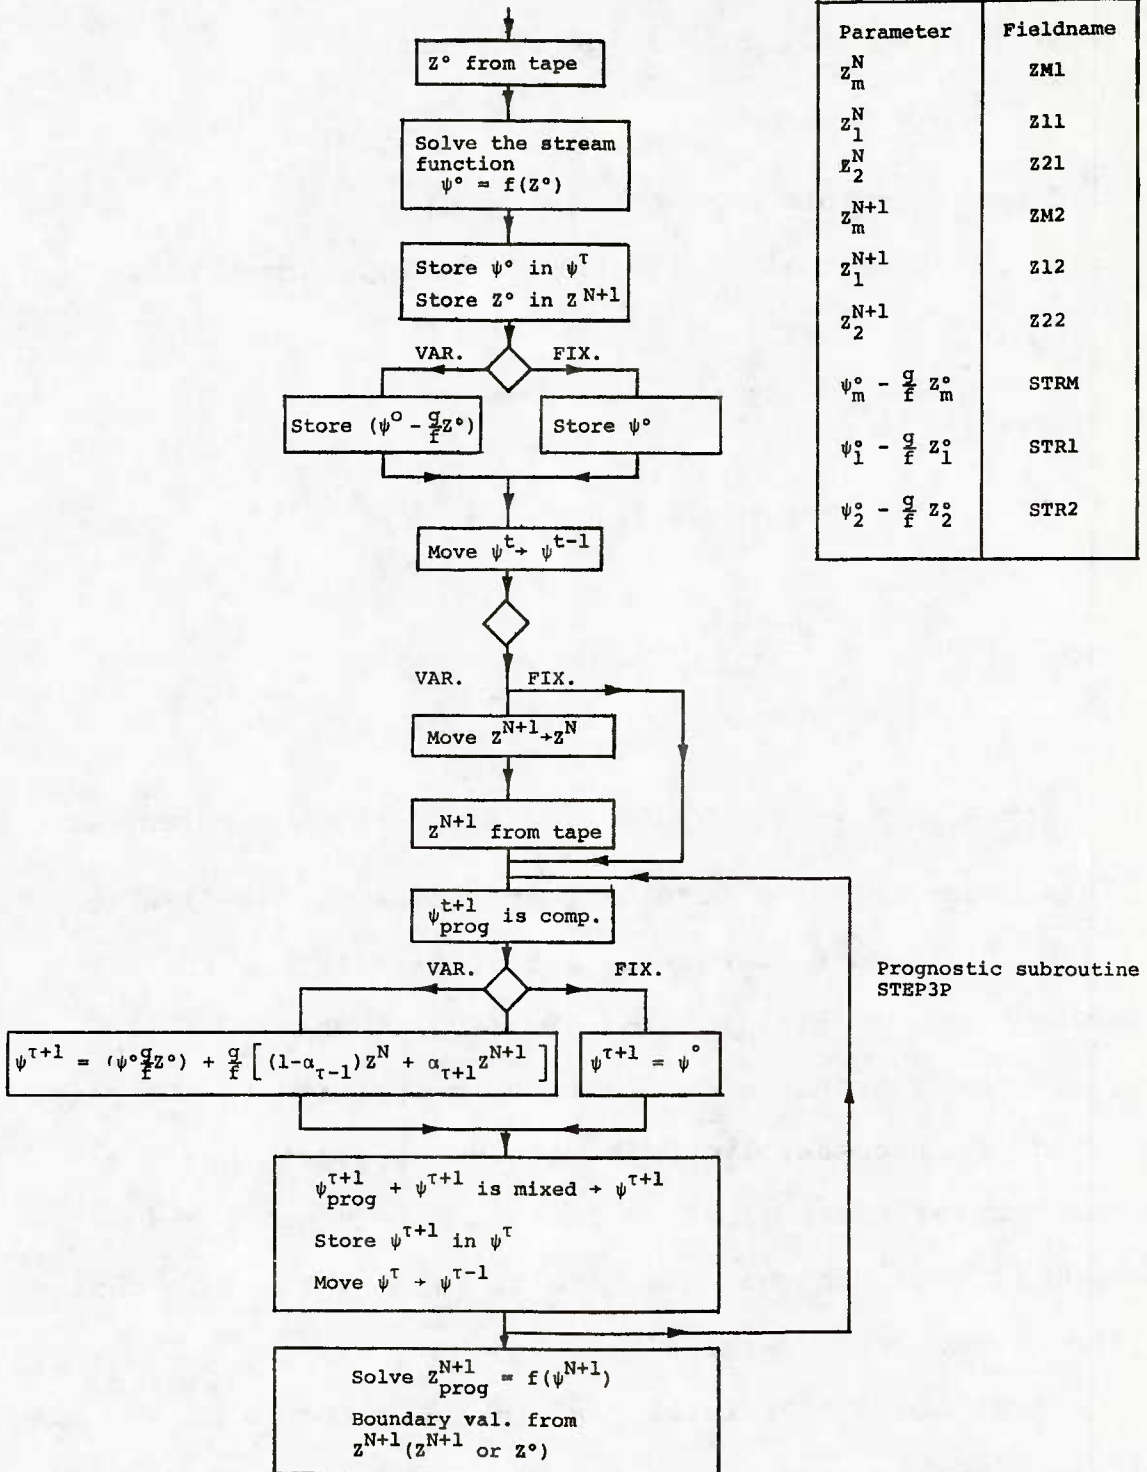 Z° from tape
Solve the stream
function
ψ° = f(Z°)
Store ψ° in ψ^τ
Store Z° in Z^N+1
VAR. FIX.
Store (ψ° - g/f Z°)
Store ψ°
Move ψ^t → ψ^t-1
VAR. FIX.
Move Z^N+1 → Z^N
Z^N+1 from tape
ψ^t+1_prog is comp.
VAR. FIX.
Prognostic subroutine
STEP3P
ψ^τ+1 = (ψ° g/f Z°) + g/f [ (1-α_τ-1) Z^N + α_τ+1 Z^N+1 ]
ψ^τ+1 = ψ°
ψ^τ+1_prog + ψ^τ+1 is mixed → ψ^τ+1
Store ψ^τ+1 in ψ^τ
Move ψ^τ → ψ^τ-1
Solve Z^N+1_prog = f(ψ^N+1)
Boundary val. from
Z^N+1 (Z^N+1 or Z°)
Parameter Fieldname
Z^N_m ZM1
Z^N_1 Z11
Z^N_2 Z21
Z^N+1_m ZM2
Z^N+1_1 Z12
Z^N+1_2 Z22
ψ°_m - g/f Z°_m STRM
ψ°_1 - g/f Z°_1 STR1
ψ°_2 - g/f Z°_2 STR2